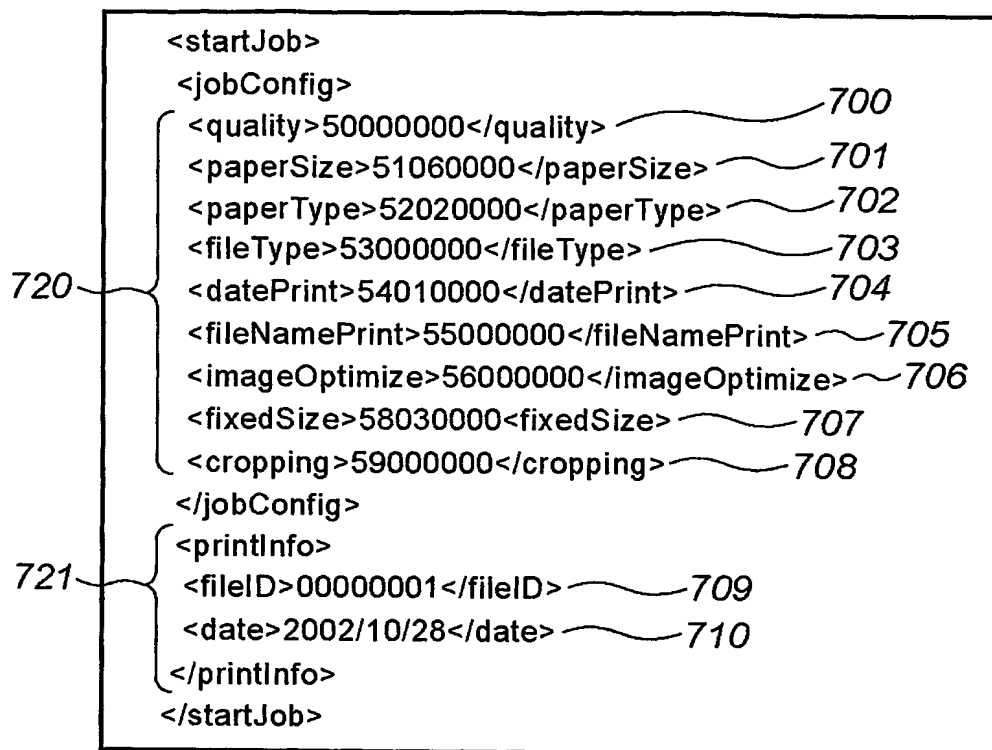 <startJob>
<jobConfig>
<quality>50000000</quality> 700
<paperSize>51060000</paperSize> 701
<paperType>52020000</paperType> 702
<fileType>53000000</fileType> 703
720 <datePrint>54010000</datePrint> 704
<fileNamePrint>55000000</fileNamePrint> 705
<imageOptimize>56000000</imageOptimize> 706
<fixedSize>58030000<fixedSize> 707
<cropping>59000000</cropping> 708
</jobConfig>
<printInfo>
721 <fileID>00000001</fileID> 709
<date>2002/10/28</date> 710
</printInfo>
</startJob>